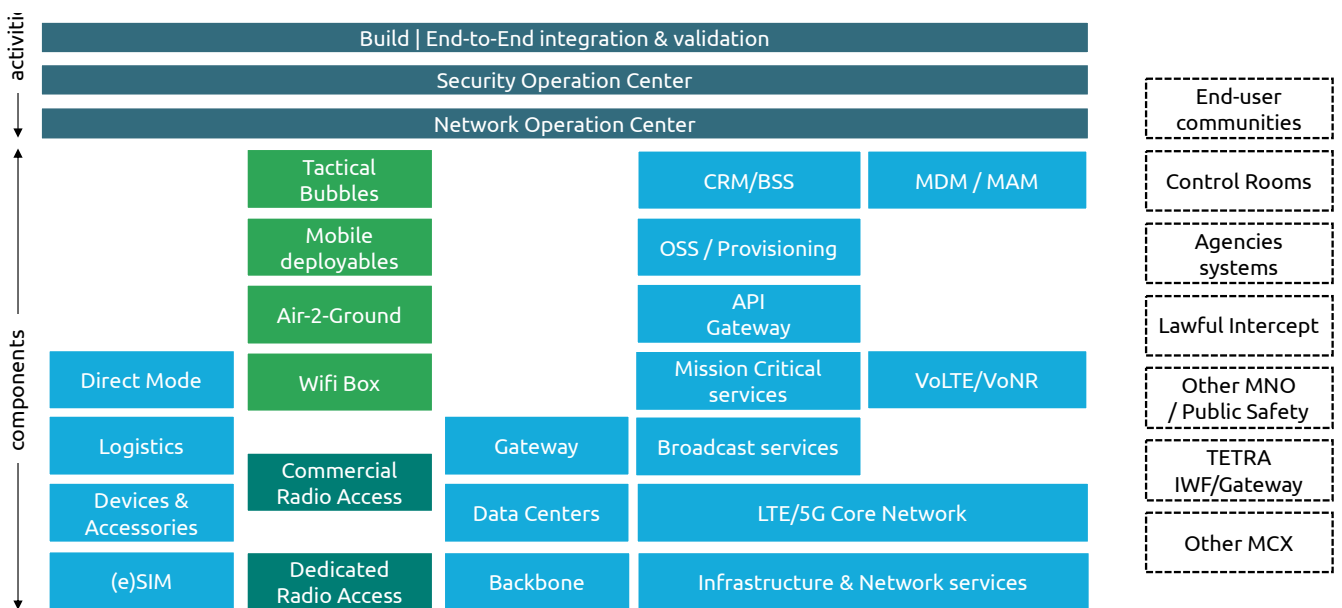 activiti
Build | End-to-End integration & validation
Security Operation Center
Network Operation Center
components
Tactical
Bubbles
CRM/BSS
MDM / MAM
Mobile
deployables
OSS / Provisioning
Air-2-Ground
API
Gateway
Direct Mode
Wifi Box
Mission Critical
services
VoLTE/VoNR
Logistics
Commercial
Radio Access
Gateway
Broadcast services
Devices &
Accessories
Data Centers
LTE/5G Core Network
(e)SIM
Dedicated
Radio Access
Backbone
Infrastructure & Network services
End-user
communities
Control Rooms
Agencies
systems
Lawful Intercept
Other MNO
/ Public Safety
TETRA
IWF/Gateway
Other MCX